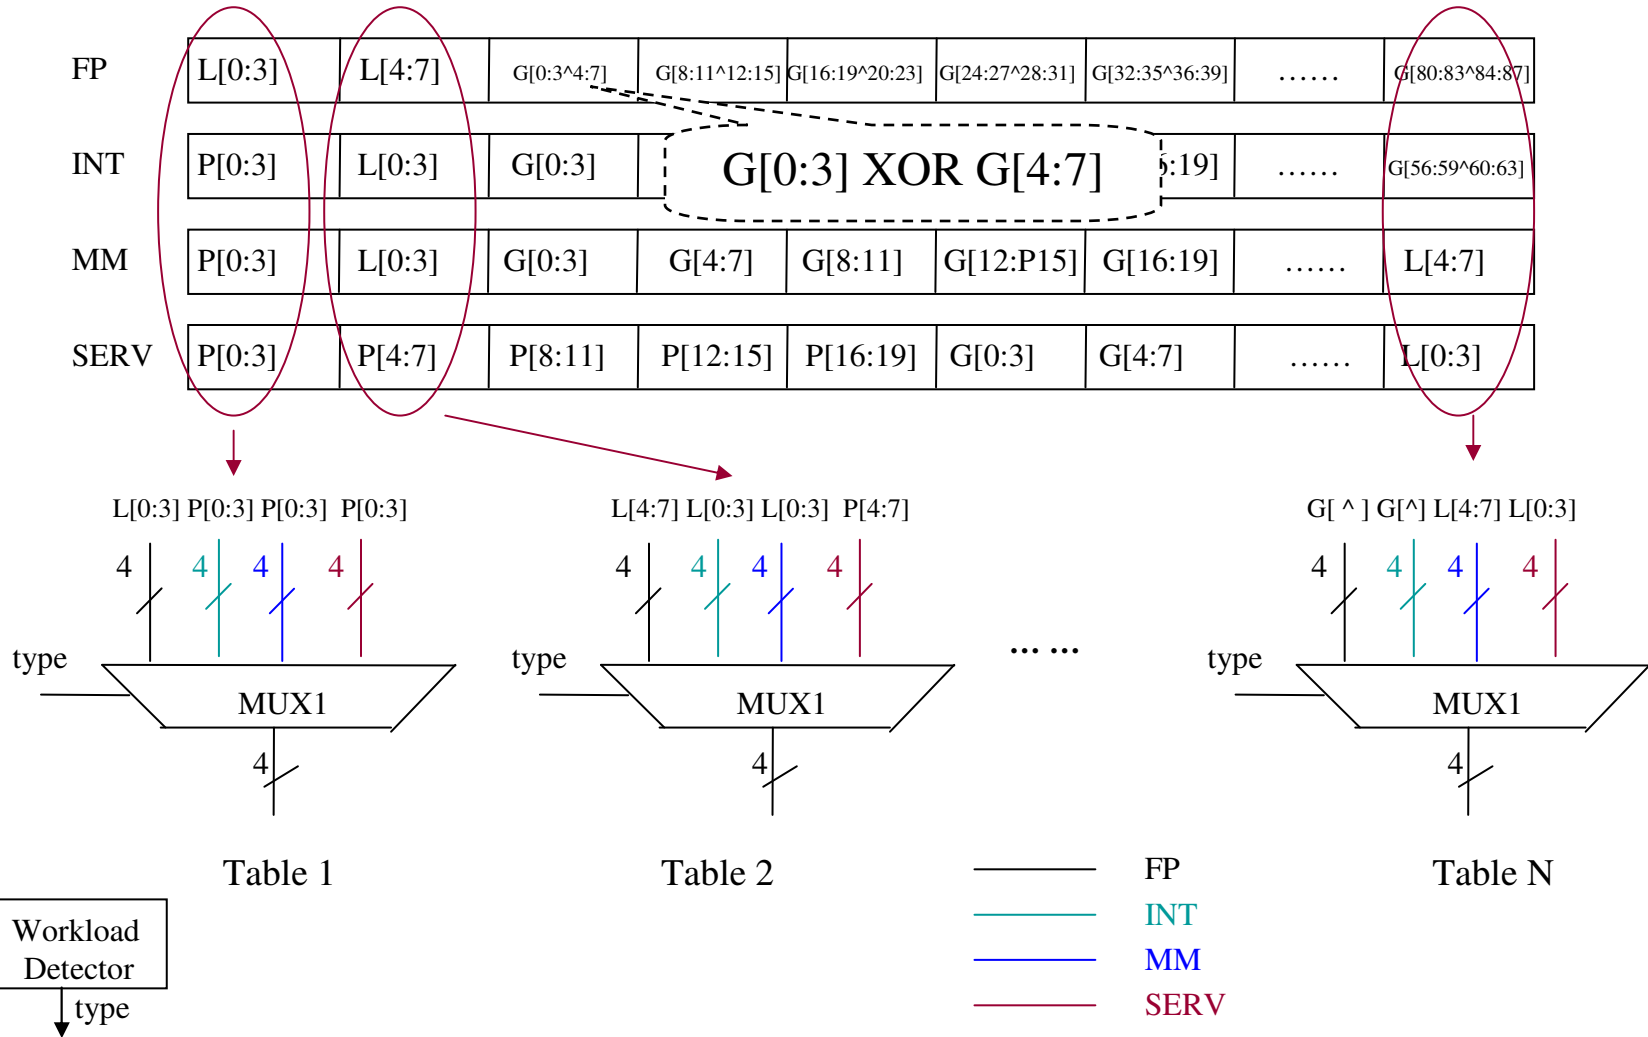 FP L[0:3] L[4:7] G[0:3^4:7] G[8:11^12:15] G[16:19^20:23] G[24:27^28:31] G[32:35^36:39] ...... G[80:83^84:87]
INT P[0:3] L[0:3] G[0:3] :19] ...... G[56:59^60:63]
G[0:3] XOR G[4:7]
MM P[0:3] L[0:3] G[0:3] G[4:7] G[8:11] G[12:P15] G[16:19] ...... L[4:7]
SERV P[0:3] P[4:7] P[8:11] P[12:15] P[16:19] G[0:3] G[4:7] ...... L[0:3]
L[0:3] P[0:3] P[0:3] P[0:3] L[4:7] L[0:3] L[0:3] P[4:7] G[ ^ ] G[^] L[4:7] L[0:3]
4 4 4 4 4 4 4 4 4 4 4 4
type type ... ... type
MUX1 MUX1 MUX1
4 4 4
Table 1 Table 2 Table N
FP
INT
MM
SERV
Workload
Detector
type